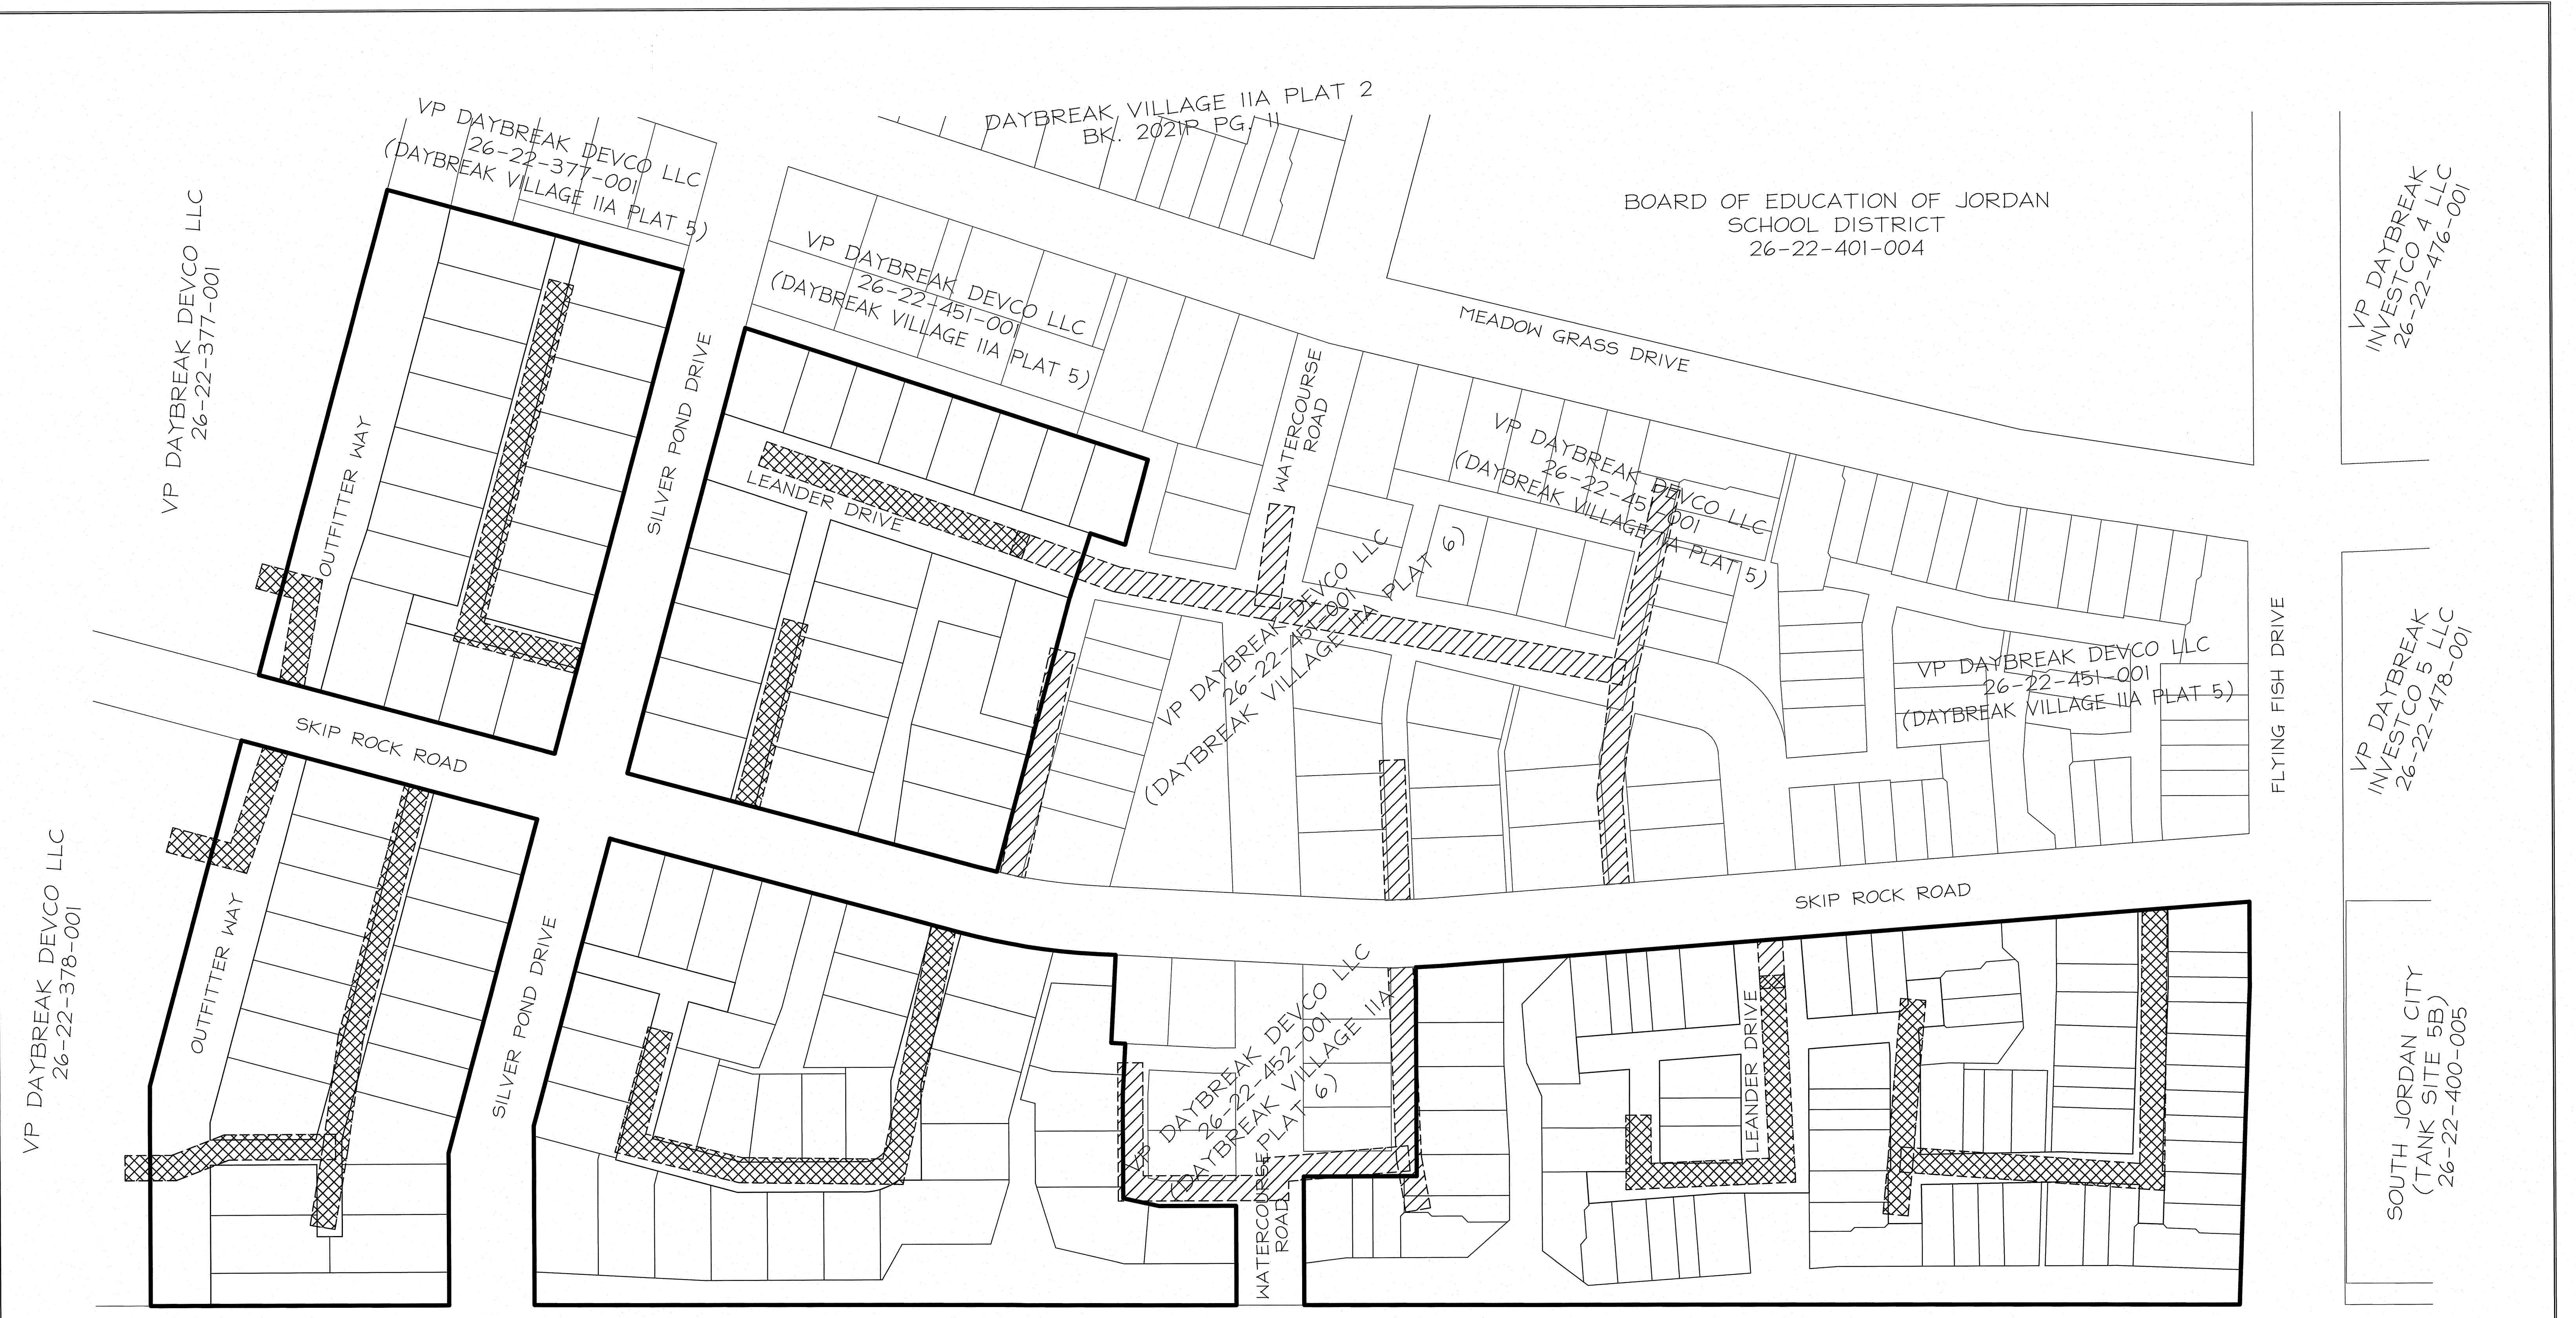 DAYBREAK VILLAGE 11A PLAT 2
BK. 2021P PG. 11
VP DAYBREAK DEVCO LLC
26-22-377-001
(DAYBREAK VILLAGE 11A PLAT 5)
BOARD OF EDUCATION OF JORDAN
SCHOOL DISTRICT
26-22-401-004
VP DAYBREAK
INVESTCO 4 LLC
26-22-476-001
VP DAYBREAK DEVCO LLC
26-22-377-001
VP DAYBREAK DEVCO LLC
26-22-451-001
(DAYBREAK VILLAGE 11A PLAT 5)
MEADOW GRASS DRIVE
WATERCOURSE
ROAD
SILVER POND DRIVE
OUTFITTER WAY
LEANDER DRIVE
VP DAYBREAK DEVCO LLC
26-22-451-001
(DAYBREAK VILLAGE 11A PLAT 5)
VP DAYBREAK DEVCO LLC
26-22-451-001
(DAYBREAK VILLAGE 11A PLAT 6)
VP DAYBREAK DEVCO LLC
26-22-451-001
(DAYBREAK VILLAGE 11A PLAT 5)
FLYING FISH DRIVE
VP DAYBREAK
INVESTCO 5 LLC
26-22-478-001
SKIP ROCK ROAD
SKIP ROCK ROAD
VP DAYBREAK DEVCO LLC
26-22-378-001
OUTFITTER WAY
SILVER POND DRIVE
VP DAYBREAK DEVCO LLC
26-22-452-001
(DAYBREAK VILLAGE 11A
PLAT 6)
WATERCOURSE
ROAD
LEANDER DRIVE
SOUTH JORDAN CITY
(TANK SITE 5B)
26-22-400-005